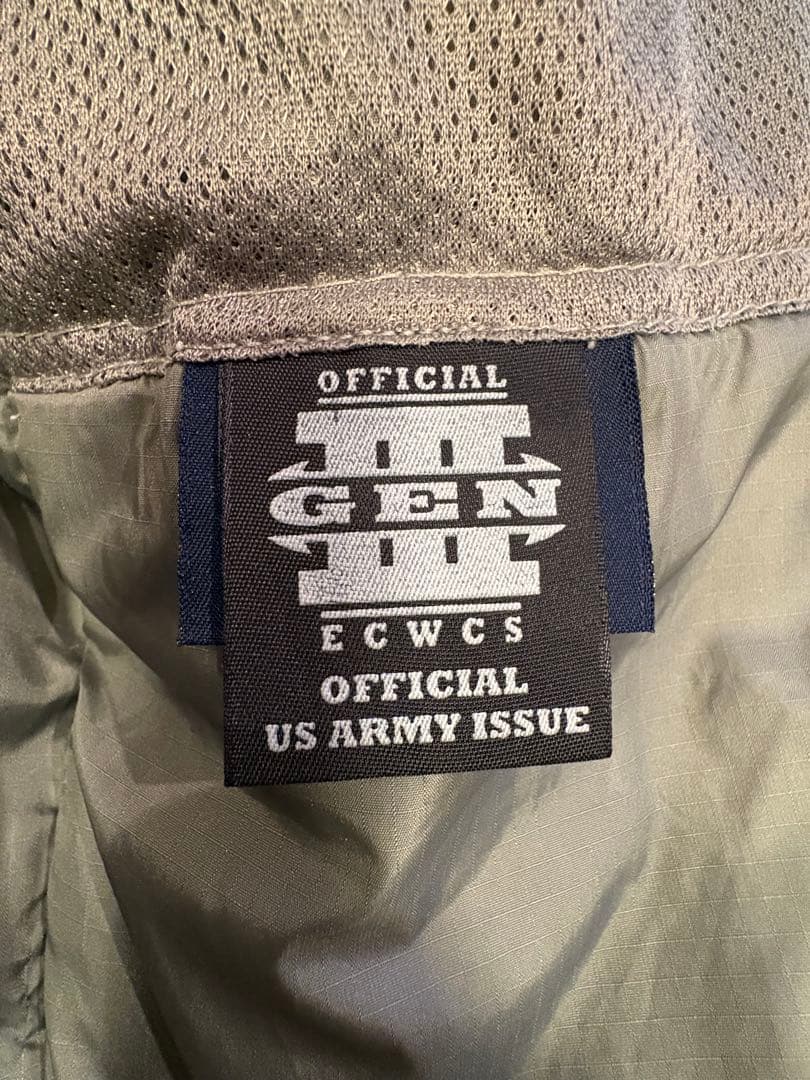 OFFICIAL
III
GEN
ECWCS
OFFICIAL
US ARMY ISSUE